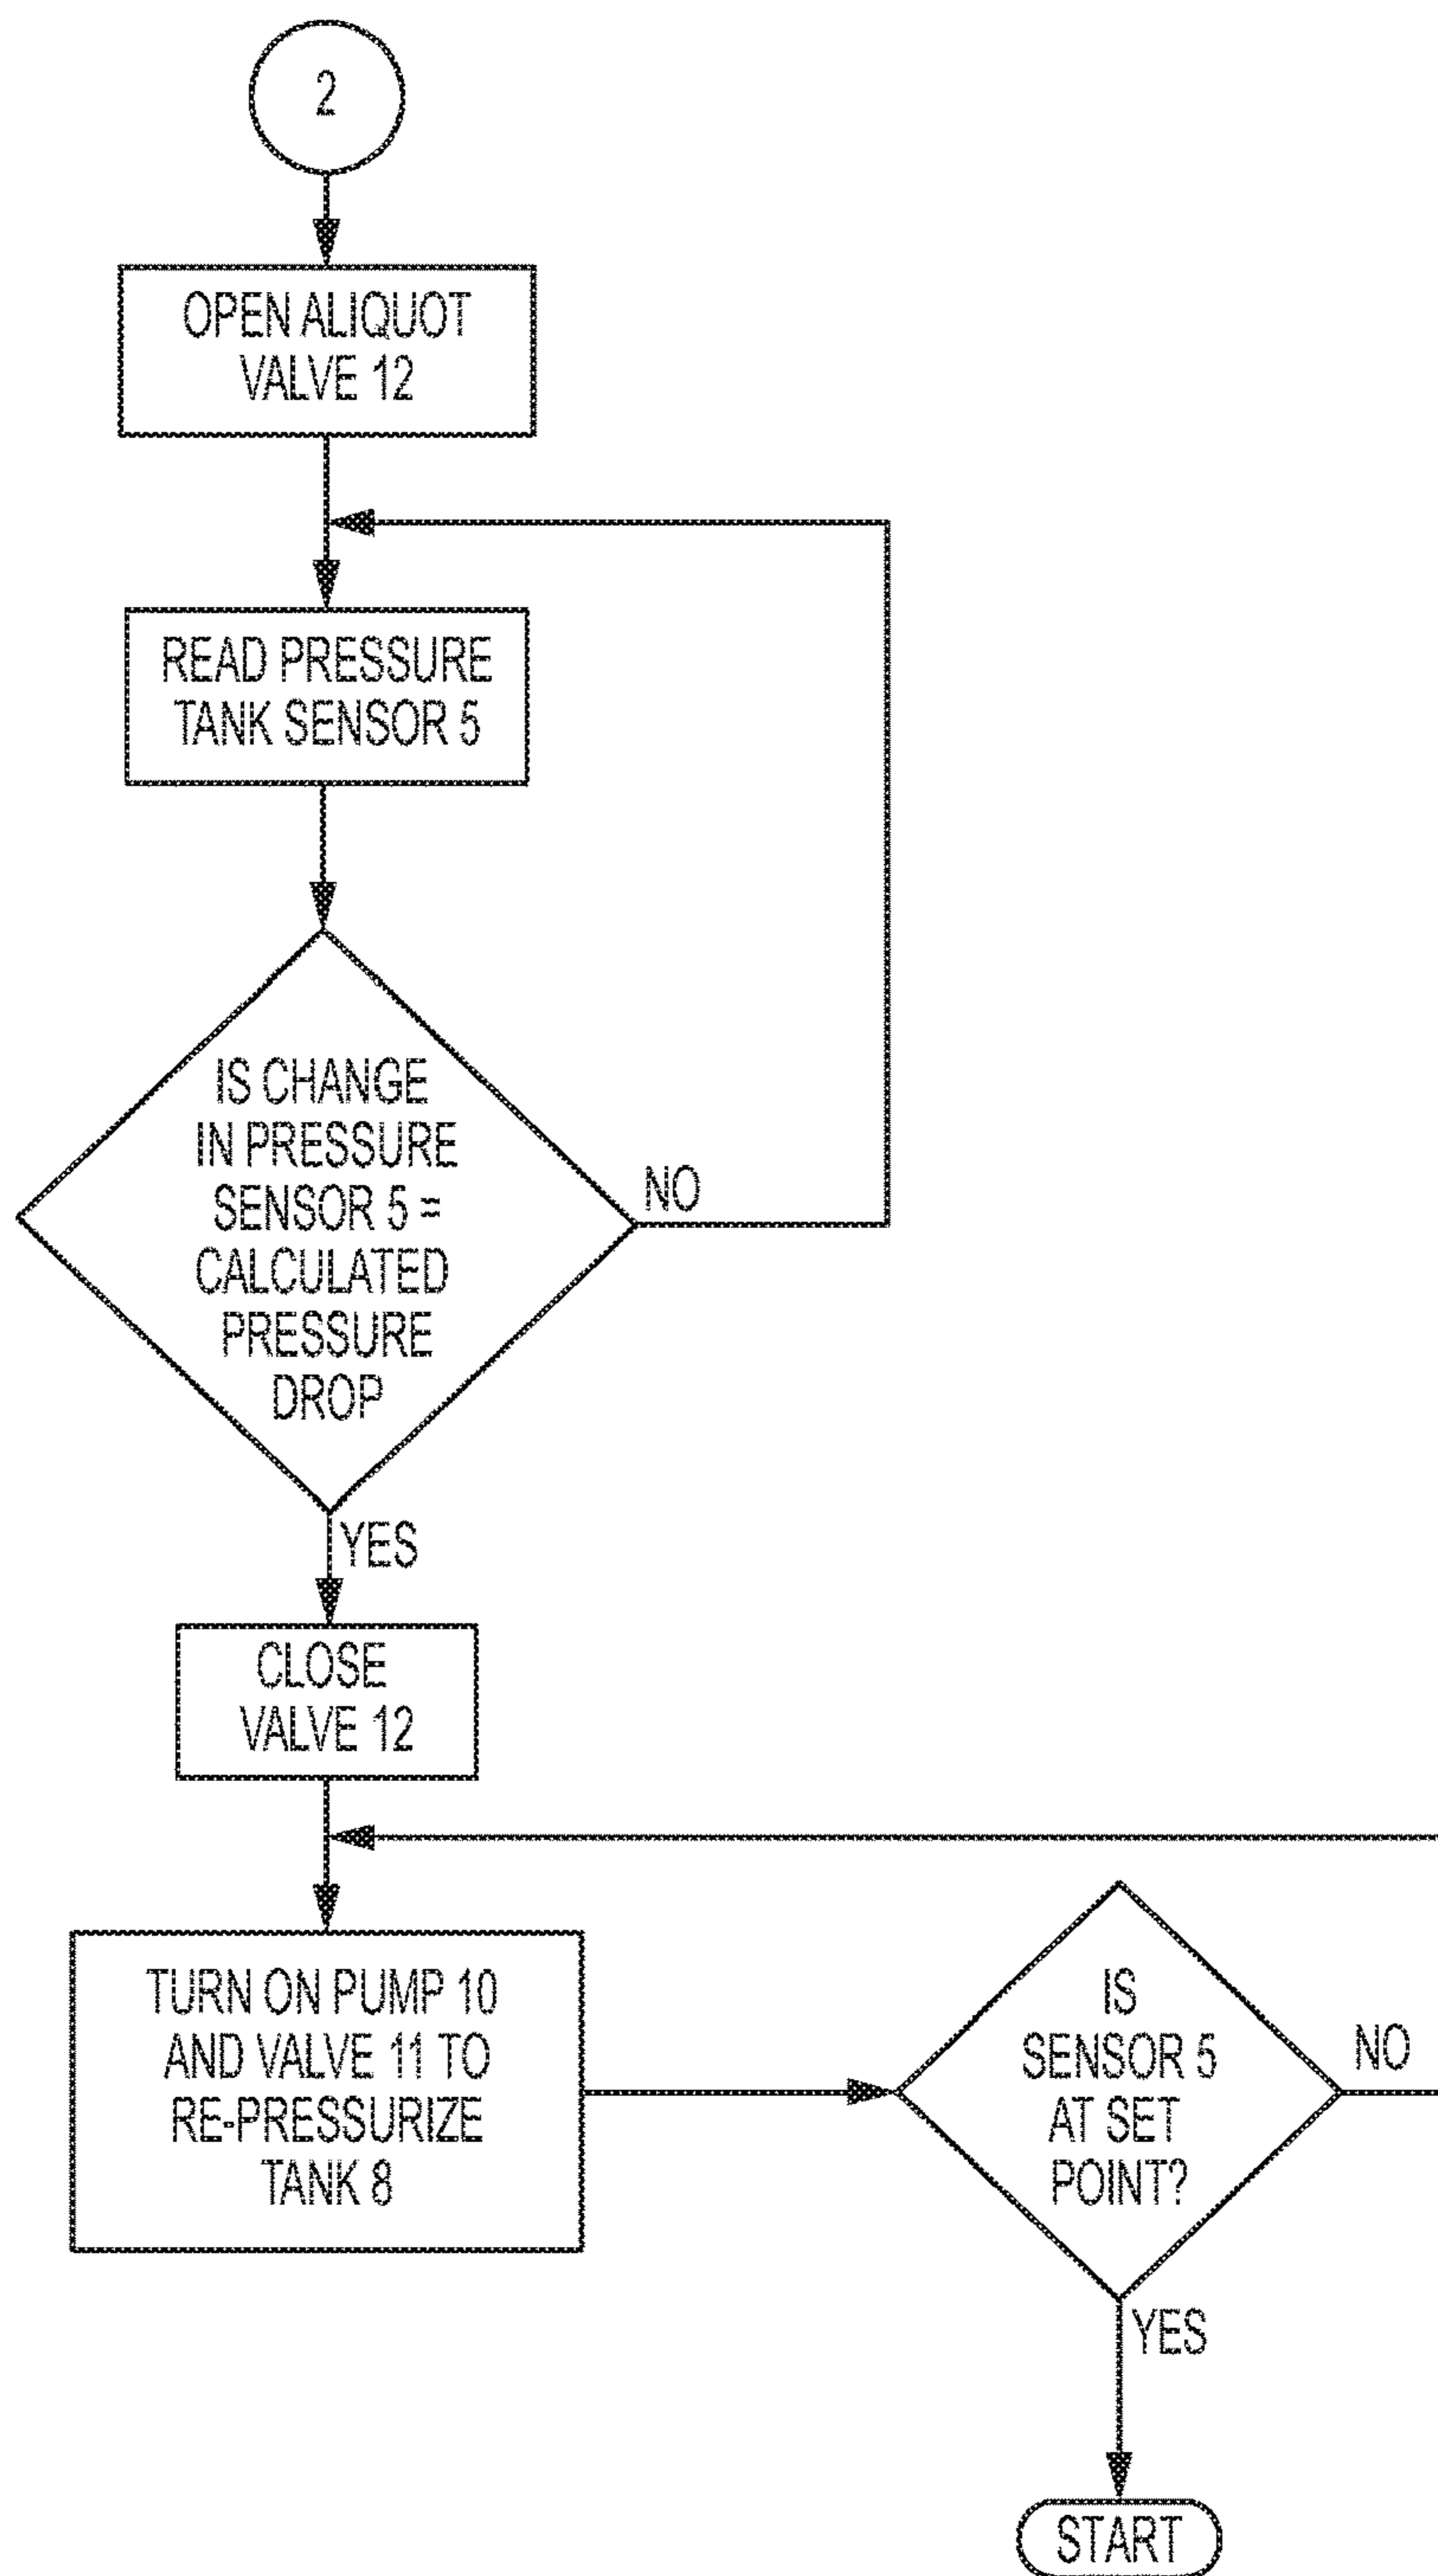 2
OPEN ALIQUOT
VALVE 12
READ PRESSURE
TANK SENSOR 5
IS CHANGE
IN PRESSURE
SENSOR 5 =
CALCULATED
PRESSURE
DROP
NO
YES
CLOSE
VALVE 12
TURN ON PUMP 10
AND VALVE 11 TO
RE-PRESSURIZE
TANK 8
IS
SENSOR 5
AT SET
POINT?
NO
YES
START